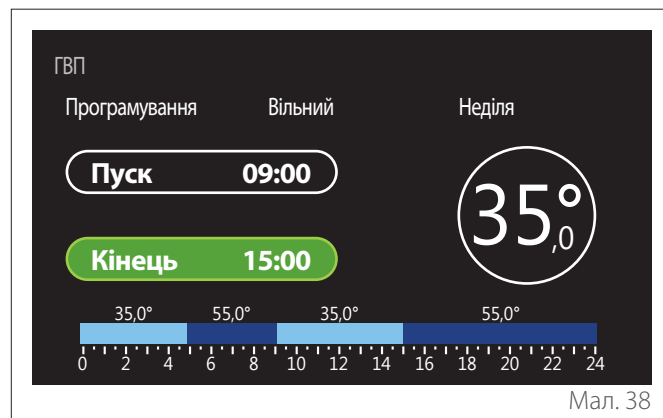 ГВП
Програмування Вільний Неділя
Пуск 09:00
35,0°
Кінець 15:00
35,0° 55,0° 35,0° 55,0°
0 2 4 6 8 10 12 14 16 18 20 22 24
Мал. 38